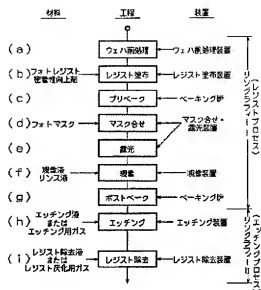 材料 工程 装置
(a) ウェハ前処理 ウェハ前処理装置
(b) フォトレジスト
密着性向上剤
レジスト塗布 レジスト塗布装置
(c) プリベーク ベーキング炉
(d) フォトマスク マスク合せ マスク合せ・
露光装置
(e) 露光
(f) 現像液
リンス液
現像 現像装置
(g) ポストベーク ベーキング炉
(h) エッチング液
または
エッチング用ガス
エッチング エッチング装置
(i) レジスト除去液
または
レジスト灰化用ガス
レジスト除去 レジスト除去装置
リソグラフィーI
(レジストプロセス)
リソグラフィーII
(エッチングプロセス)